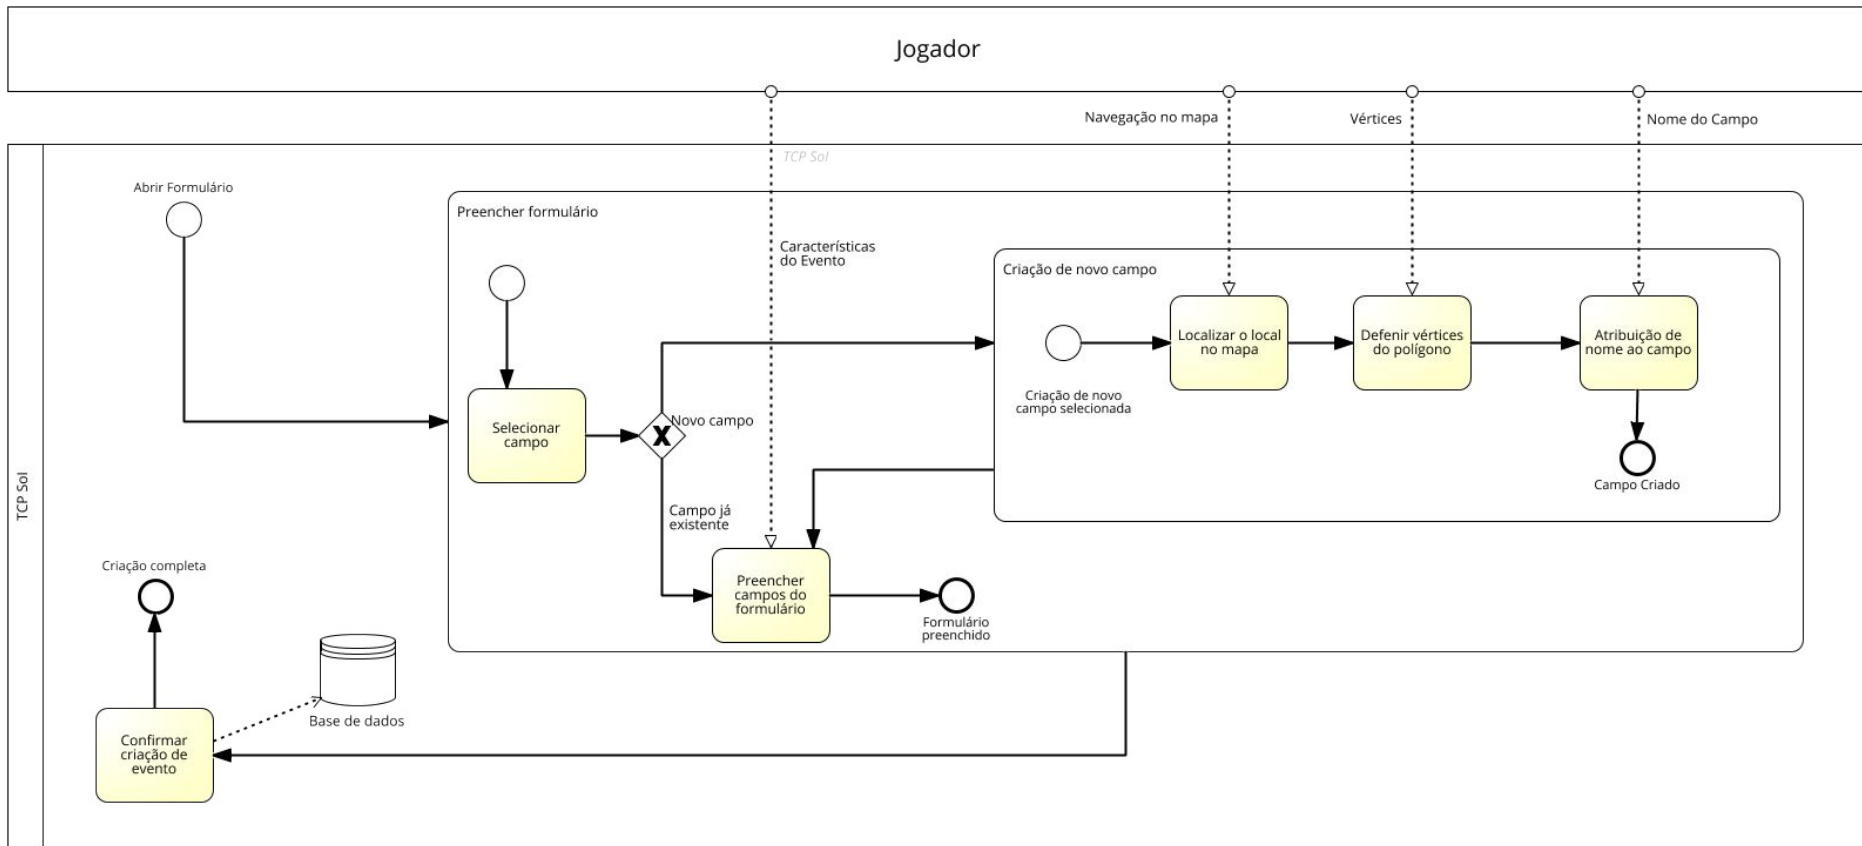 Jogador
Navegação no mapa
Vértices
Nome do Campo
TCP Sol
TCP Sol
Abrir Formulário
Preencher formulário
Características
do Evento
Criação de novo campo
Localizar o local
no mapa
Defenir vértices
do polígono
Atribuição de
nome ao campo
Criação de novo
campo selecionada
Selecionar
campo
X
Novo campo
Campo Criado
Campo já
existente
Preencher
campos do
formulário
Formulário
preenchido
Criação completa
Base de dados
Confirmar
criação de
evento